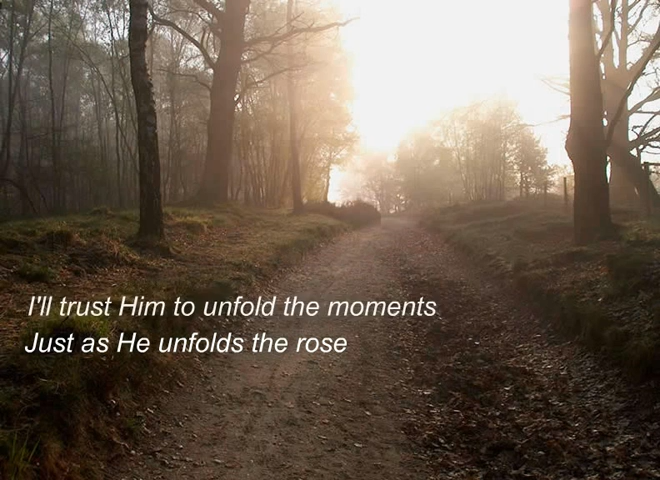 I'll trust Him to unfold the moments
Just as He unfolds the rose